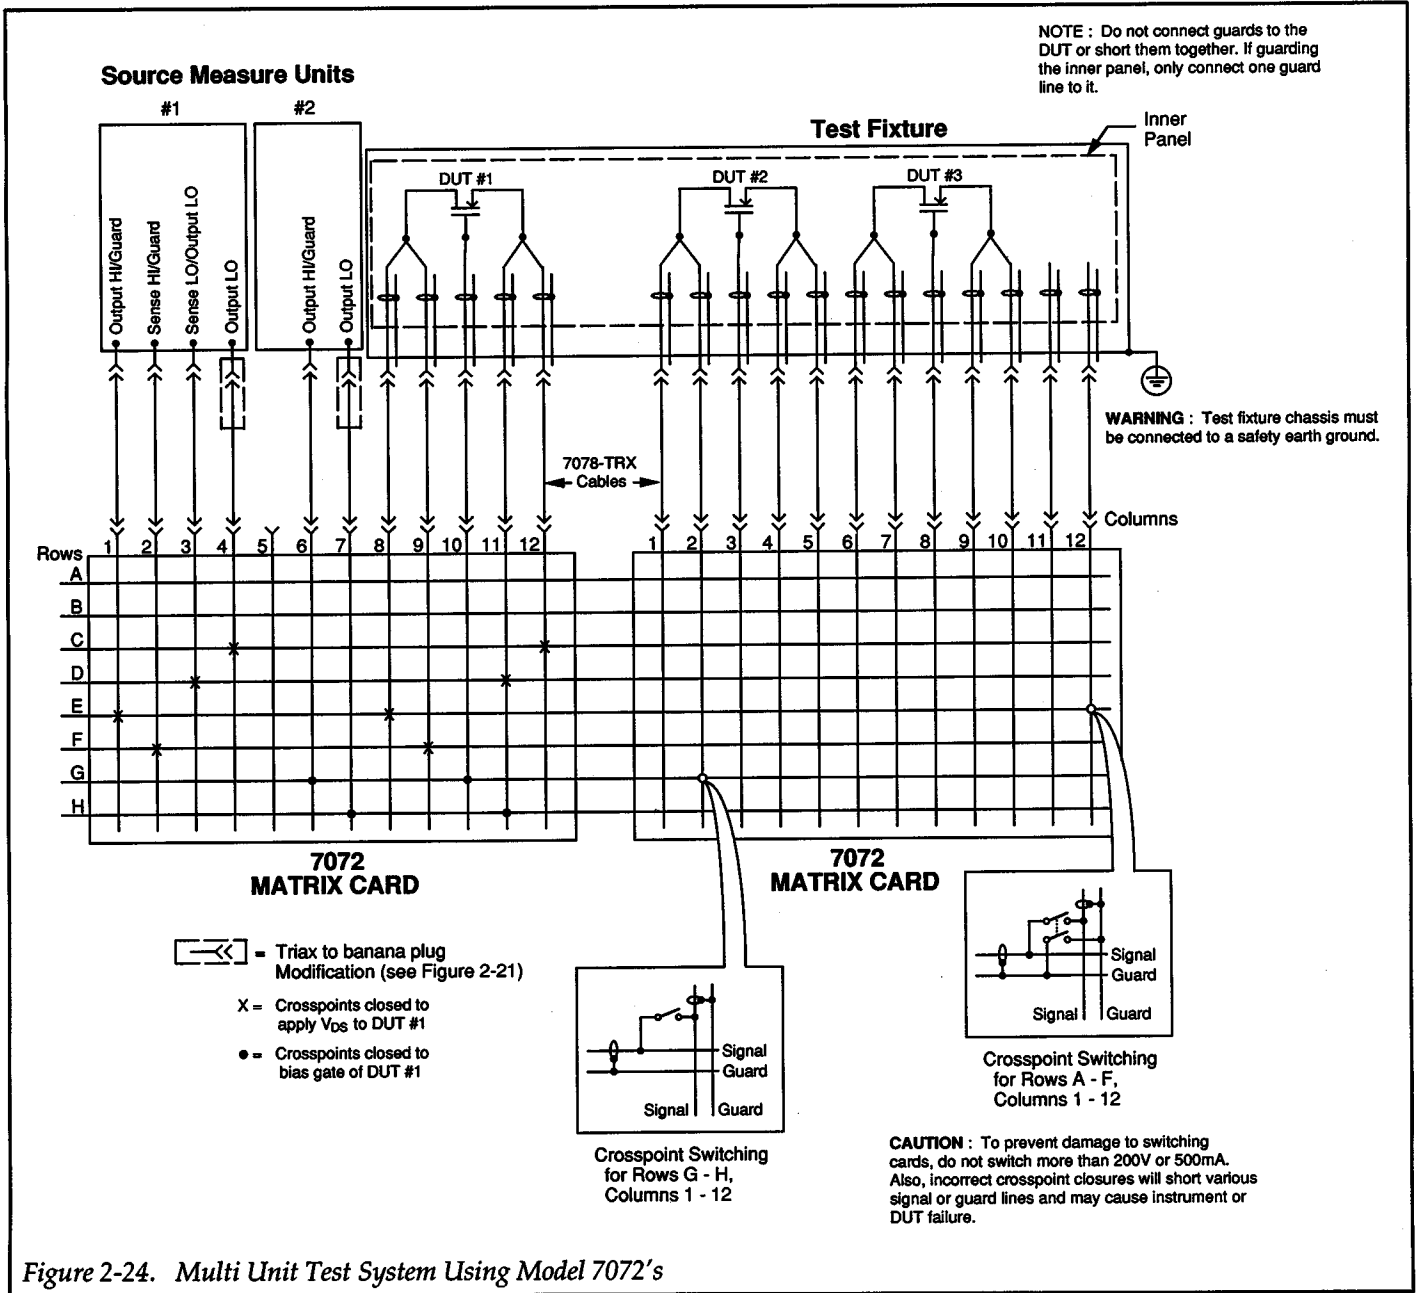 NOTE : Do not connect guards to the
DUT or short them together. If guarding
the inner panel, only connect one guard
line to it.
Source Measure Units
#1
#2
Test Fixture
Inner
Panel
DUT #1
DUT #2
DUT #3
Output HI/Guard
Sense HI/Guard
Sense LO/Output LO
Output LO
Output HI/Guard
Output LO
WARNING : Test fixture chassis must
be connected to a safety earth ground.
7078-TRX
Cables
Columns
Rows
1 2 3 4 5 6 7 8 9 10 11 12
1 2 3 4 5 6 7 8 9 10 11 12
A
B
C
D
E
F
G
H
7072
MATRIX CARD
7072
MATRIX CARD
= Triax to banana plug
Modification (see Figure 2-21)
X = Crosspoints closed to
apply VDS to DUT #1
● = Crosspoints closed to
bias gate of DUT #1
Signal
Guard
Signal Guard
Crosspoint Switching
for Rows G - H,
Columns 1 - 12
Signal
Guard
Signal Guard
Crosspoint Switching
for Rows A - F,
Columns 1 - 12
CAUTION : To prevent damage to switching
cards, do not switch more than 200V or 500mA.
Also, incorrect crosspoint closures will short various
signal or guard lines and may cause instrument or
DUT failure.
Figure 2-24. Multi Unit Test System Using Model 7072's